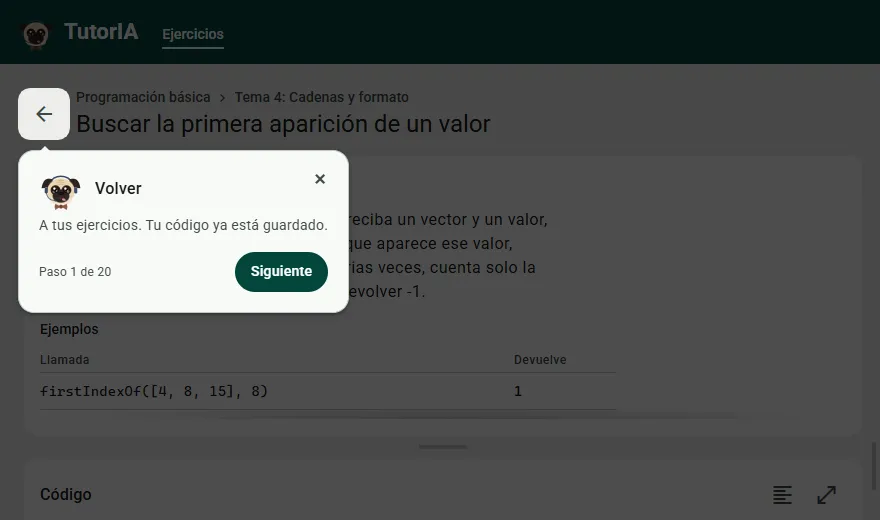 TutorIA
Ejercicios
Programación básica > Tema 4: Cadenas y formato
Buscar la primera aparición de un valor
Volver
A tus ejercicios. Tu código ya está guardado.
Paso 1 de 20
Siguiente
reciba un vector y un valor,
que aparece ese valor,
veces, cuenta solo la
-1.
Ejemplos
Llamada Devuelve
firstIndexOf([4, 8, 15], 8) 1
Código